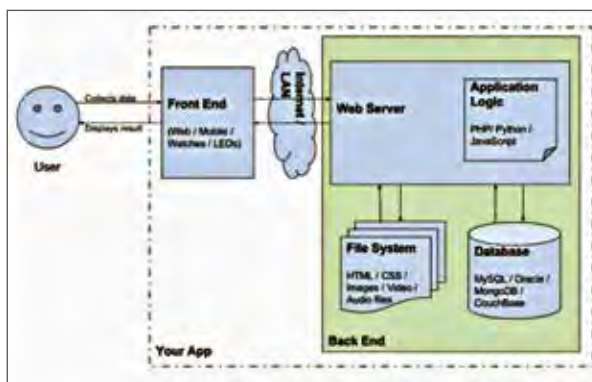 Collects data
Displays result
User
Front End
(Web / Mobile /
Watches / LEDs)
Internet /
LAN
Web Server
Application
Logic
PHP/ Python /
JavaScript
File System
HTML / CSS /
Images / Video /
Audio files
Database
MySQL / Oracle /
MongoDB /
CouchBase
Your App
Back End